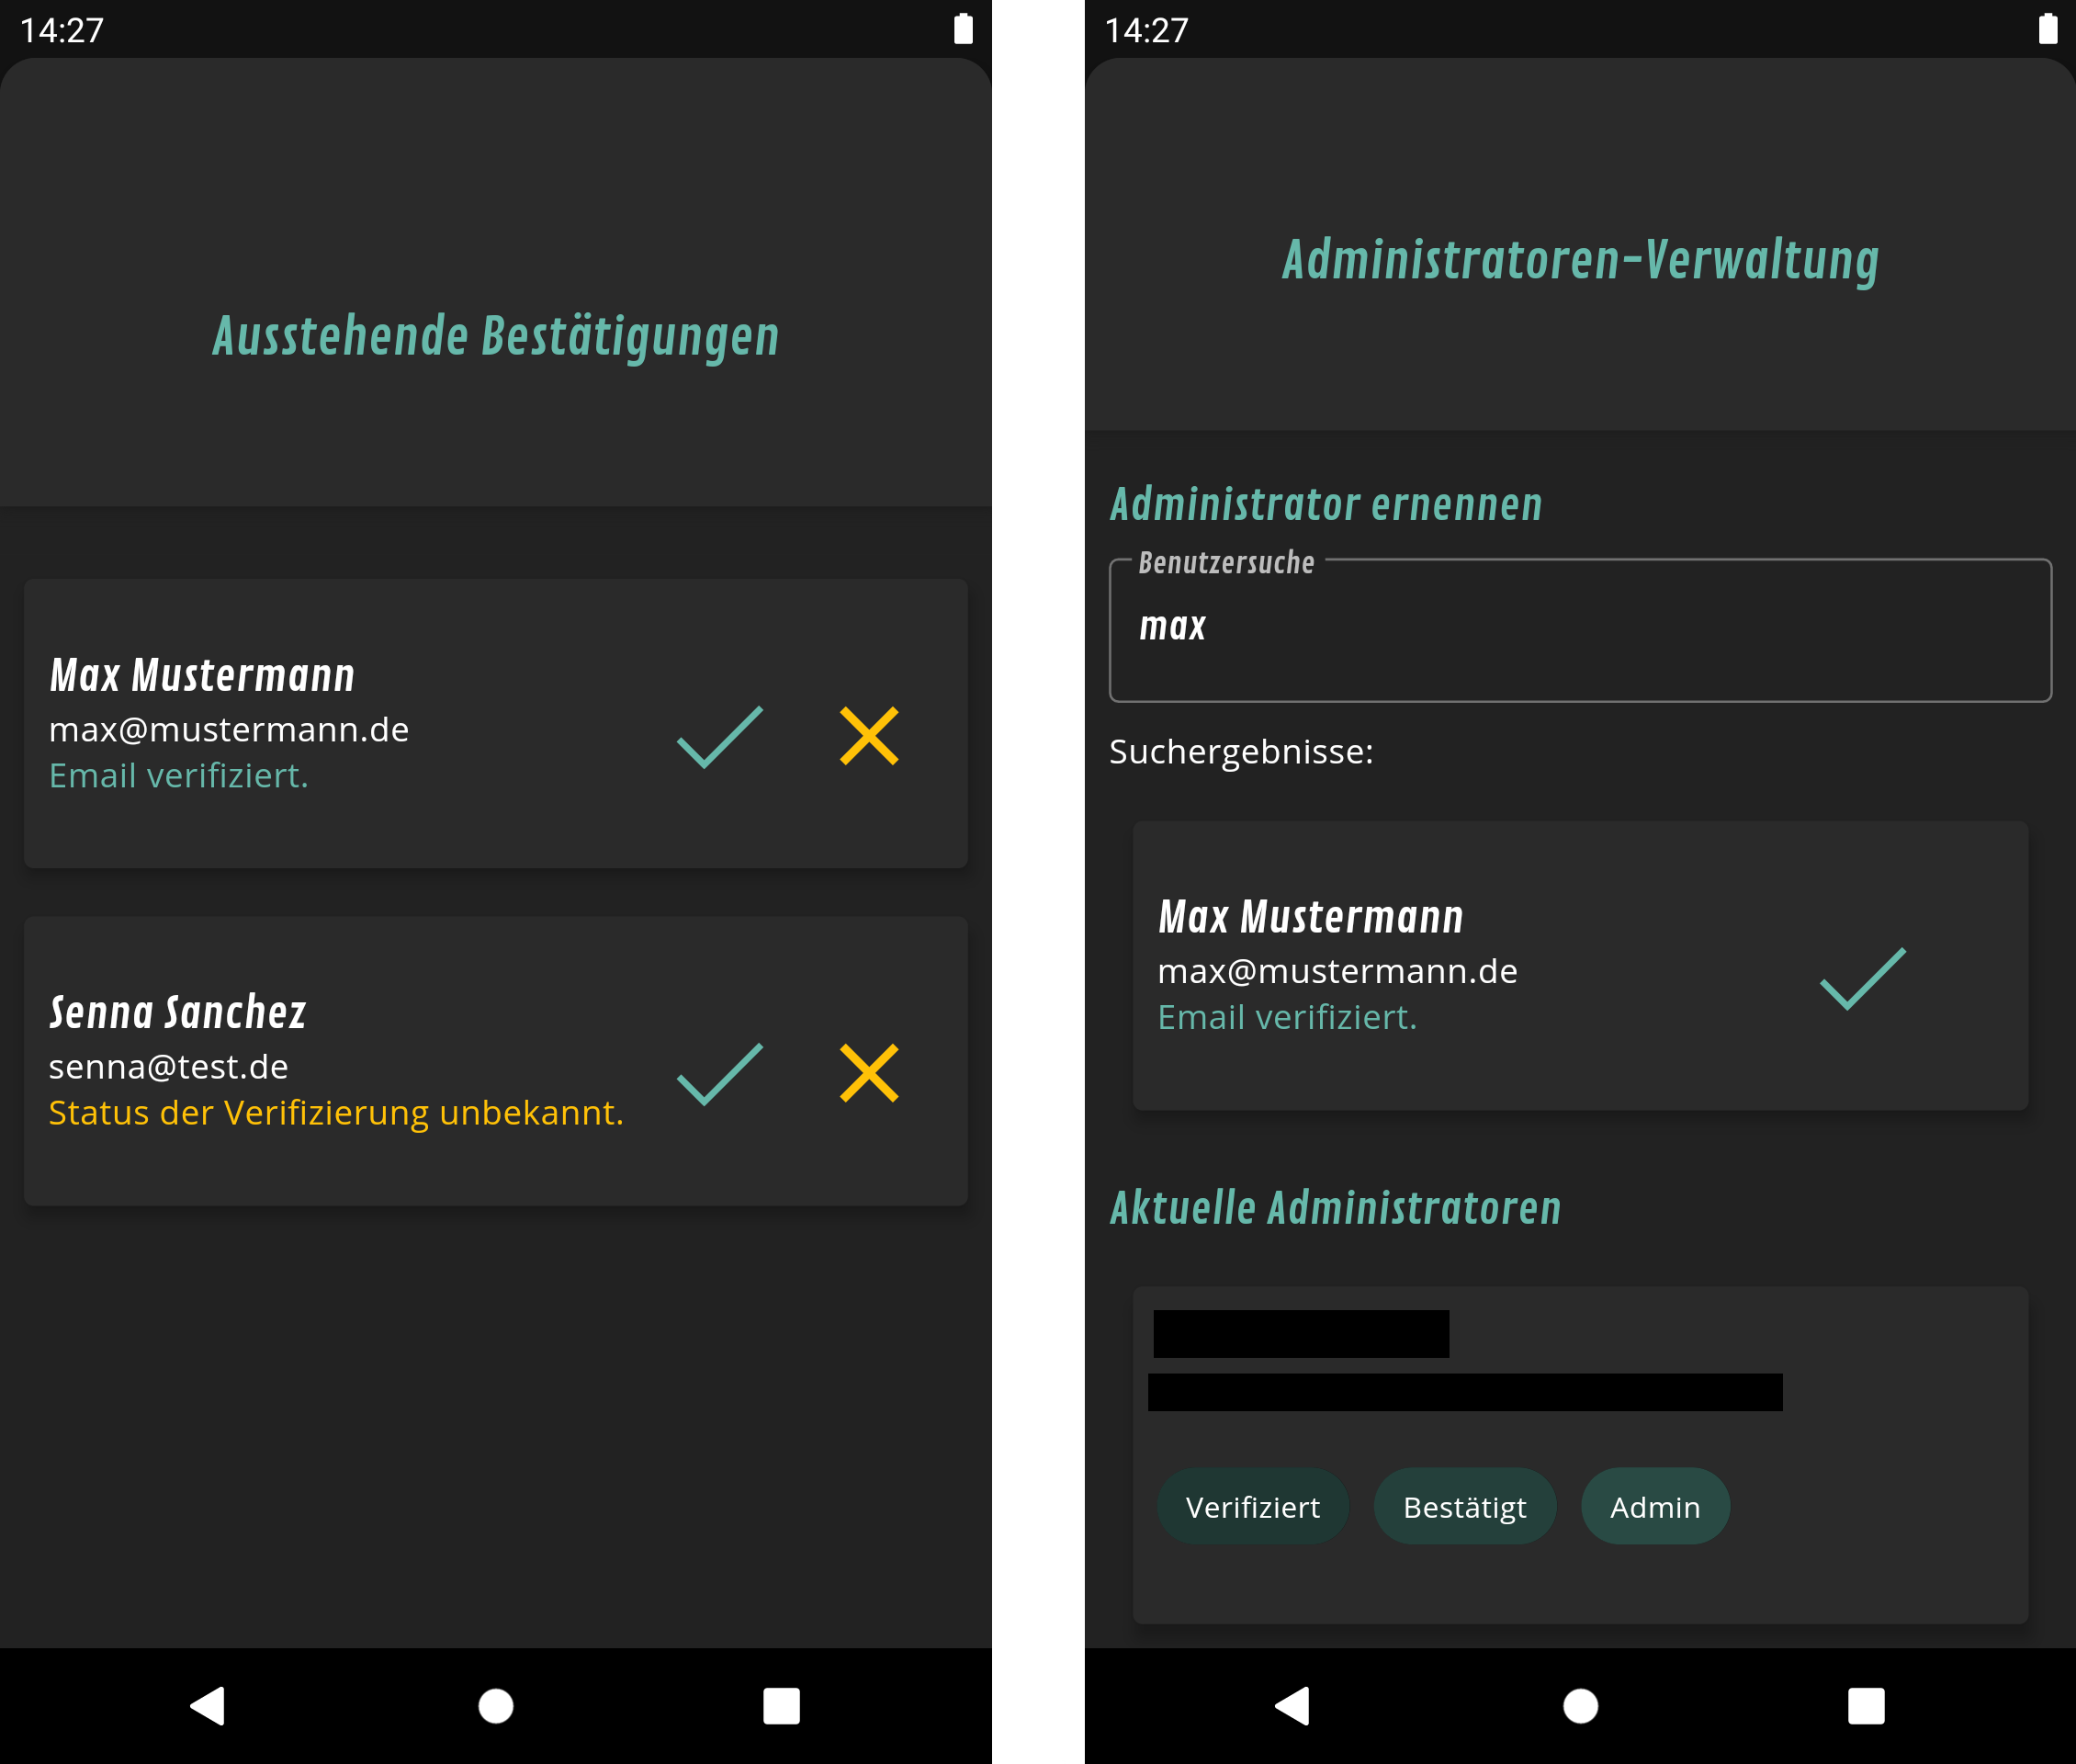 14:27
Ausstehende Bestätigungen
Max Mustermann
max@mustermann.de
Email verifiziert.
Senna Sanchez
senna@test.de
Status der Verifizierung unbekannt.
14:27
Administratoren-Verwaltung
Administrator ernennen
Benutzersuche
max
Suchergebnisse:
Max Mustermann
max@mustermann.de
Email verifiziert.
Aktuelle Administratoren
Verifiziert Bestätigt Admin